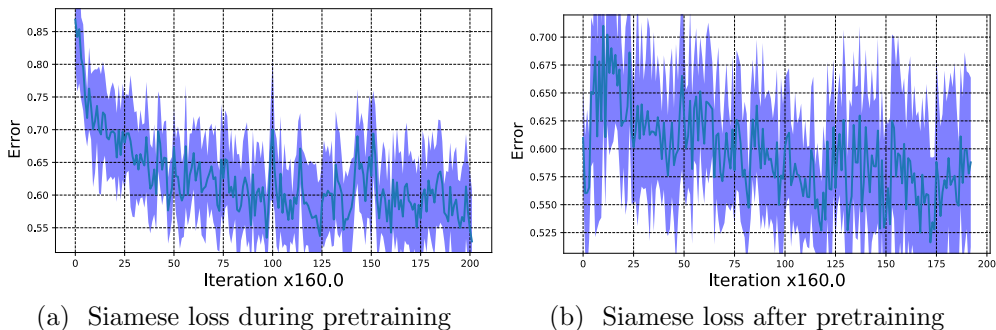 0.85
0.80
0.75
0.70
0.65
0.60
0.55
Error
0 25 50 75 100 125 150 175 200
Iteration x160.0
(a) Siamese loss during pretraining
0.700
0.675
0.650
0.625
0.600
0.575
0.550
0.525
Error
0 25 50 75 100 125 150 175 200
Iteration x160.0
(b) Siamese loss after pretraining